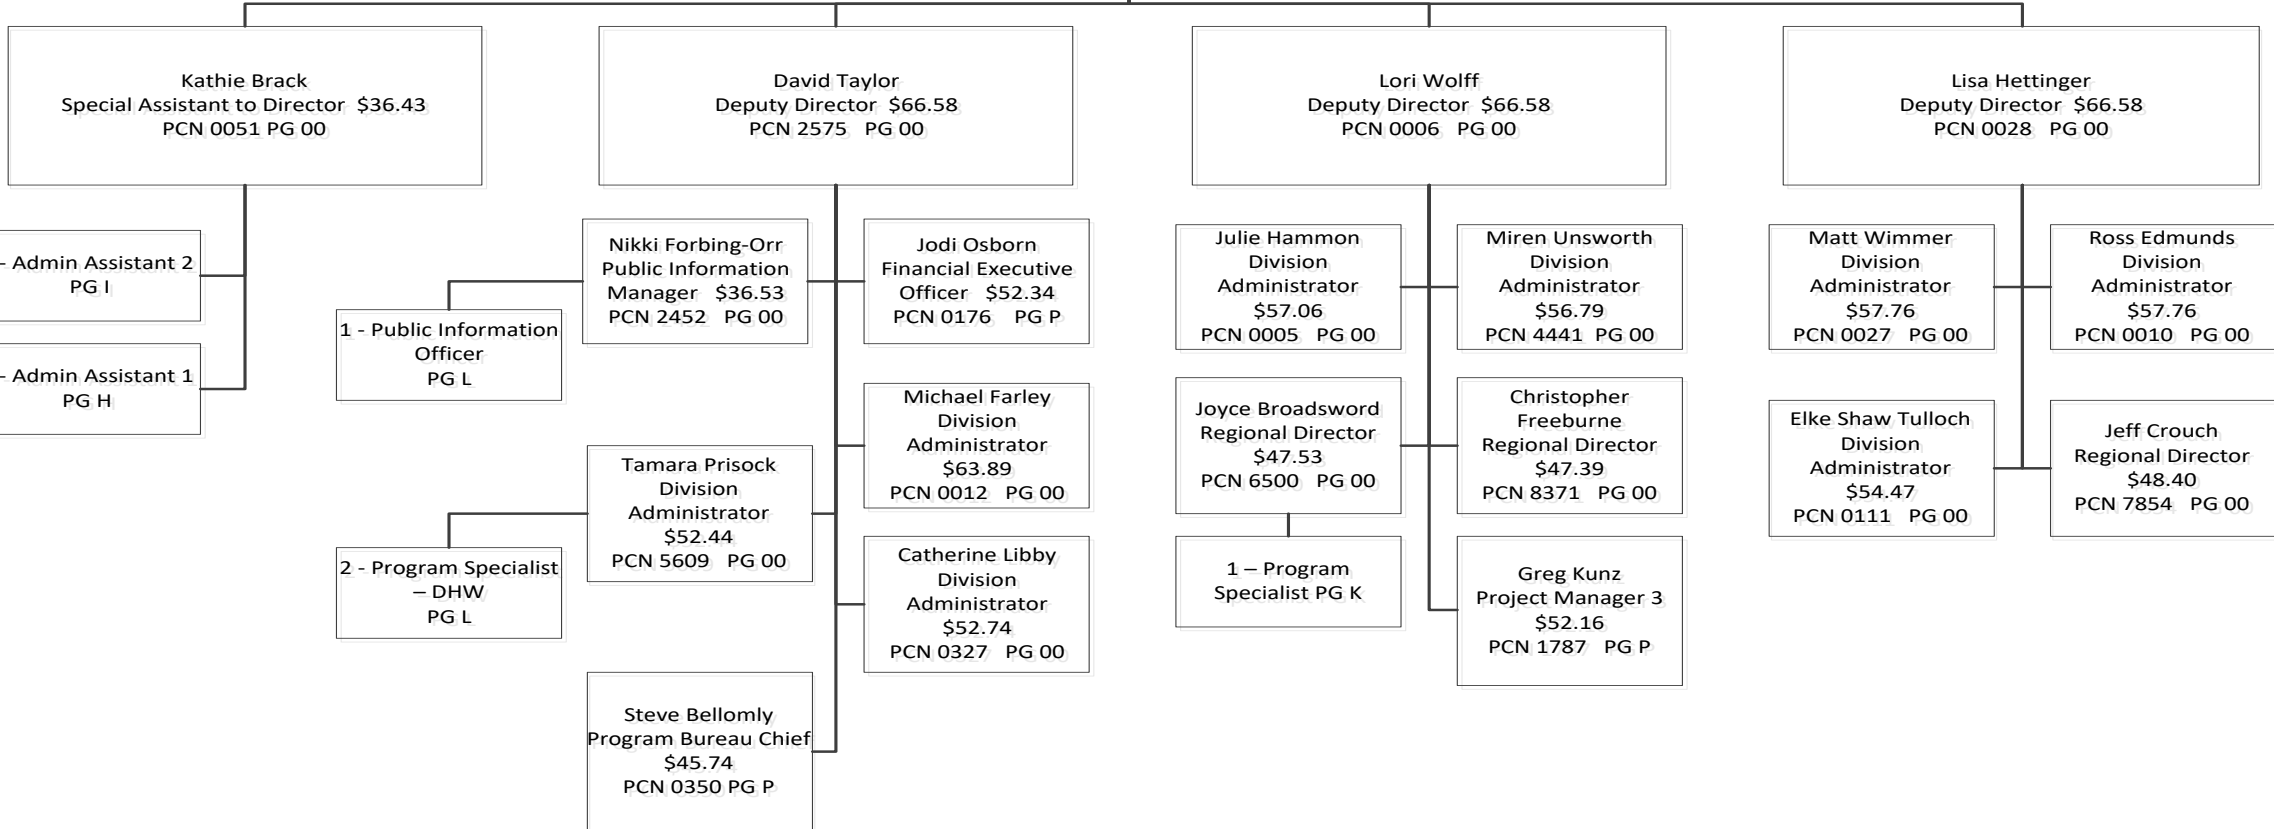 Kathie Brack
Special Assistant to Director $36.43
PCN 0051 PG 00
David Taylor
Deputy Director $66.58
PCN 2575 PG 00
Lori Wolff
Deputy Director $66.58
PCN 0006 PG 00
Lisa Hettinger
Deputy Director $66.58
PCN 0028 PG 00
- Admin Assistant 2
PG I
- Admin Assistant 1
PG H
Nikki Forbing-Orr
Public Information
Manager $36.53
PCN 2452 PG 00
Jodi Osborn
Financial Executive
Officer $52.34
PCN 0176 PG P
1 - Public Information
Officer
PG L
Michael Farley
Division
Administrator
$63.89
PCN 0012 PG 00
Tamara Prisock
Division
Administrator
$52.44
PCN 5609 PG 00
2 - Program Specialist
– DHW
PG L
Catherine Libby
Division
Administrator
$52.74
PCN 0327 PG 00
Steve Bellomly
Program Bureau Chief
$45.74
PCN 0350 PG P
Julie Hammon
Division
Administrator
$57.06
PCN 0005 PG 00
Miren Unsworth
Division
Administrator
$56.79
PCN 4441 PG 00
Joyce Broadsword
Regional Director
$47.53
PCN 6500 PG 00
Christopher
Freeburne
Regional Director
$47.39
PCN 8371 PG 00
1 – Program
Specialist PG K
Greg Kunz
Project Manager 3
$52.16
PCN 1787 PG P
Matt Wimmer
Division
Administrator
$57.76
PCN 0027 PG 00
Ross Edmunds
Division
Administrator
$57.76
PCN 0010 PG 00
Elke Shaw Tulloch
Division
Administrator
$54.47
PCN 0111 PG 00
Jeff Crouch
Regional Director
$48.40
PCN 7854 PG 00